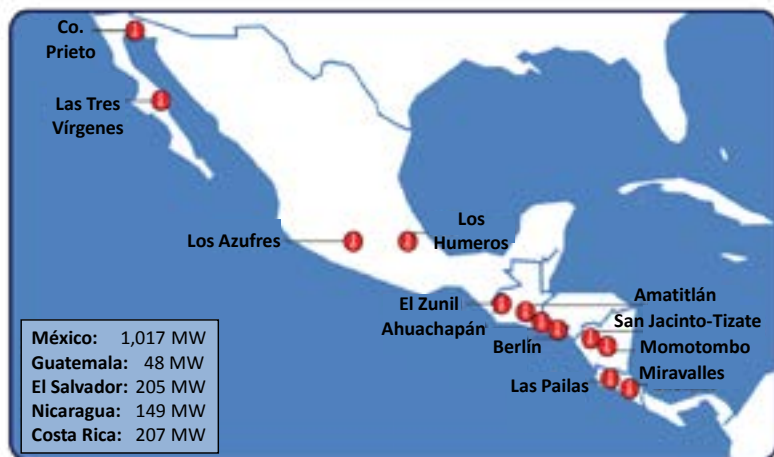 Co.
Prieto
Las Tres
Vírgenes
Los Azufres
Los
Humeros
El Zunil
Amatitlán
Ahuachapán
San Jacinto-Tizate
Berlín
Momotombo
Las Pailas
Miravalles
México: 1,017 MW
Guatemala: 48 MW
El Salvador: 205 MW
Nicaragua: 149 MW
Costa Rica: 207 MW